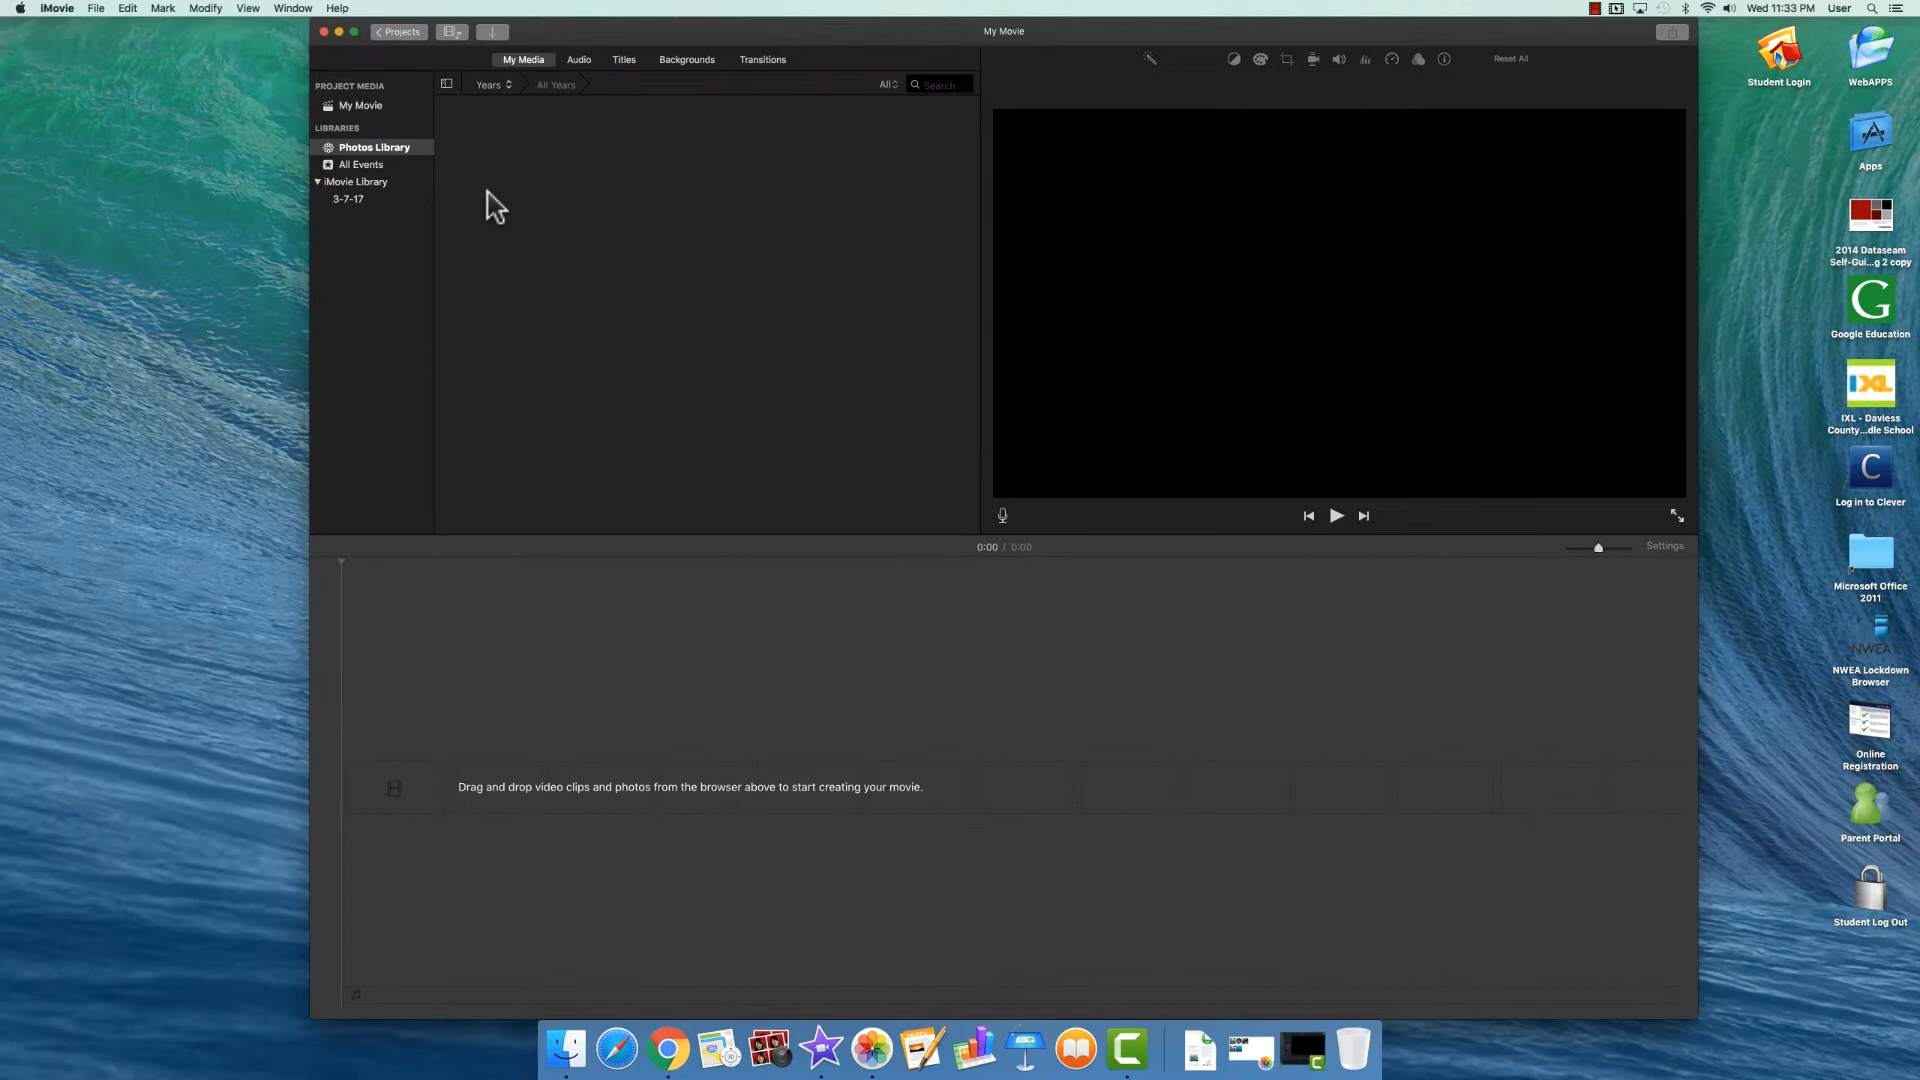 iMovie File Edit Mark Modify View Window Help
Wed 11:33 PM User
Projects
My Movie
My Media Audio Titles Backgrounds Transitions
Reset All
PROJECT MEDIA
My Movie
LIBRARIES
Photos Library
All Events
iMovie Library
3-7-17
Years All Years All Search
0:00 / 0:00
Settings
Drag and drop video clips and photos from the browser above to start creating your movie.
Student Login
WebAPPS
Apps
2014 Dataseam
Self-Gui...g 2 copy
G
Google Education
IXL
IXL - Daviess
County...dle School
C
Log in to Clever
Microsoft Office
2011
NWEA
NWEA Lockdown
Browser
Online
Registration
Parent Portal
Student Log Out
PAGES